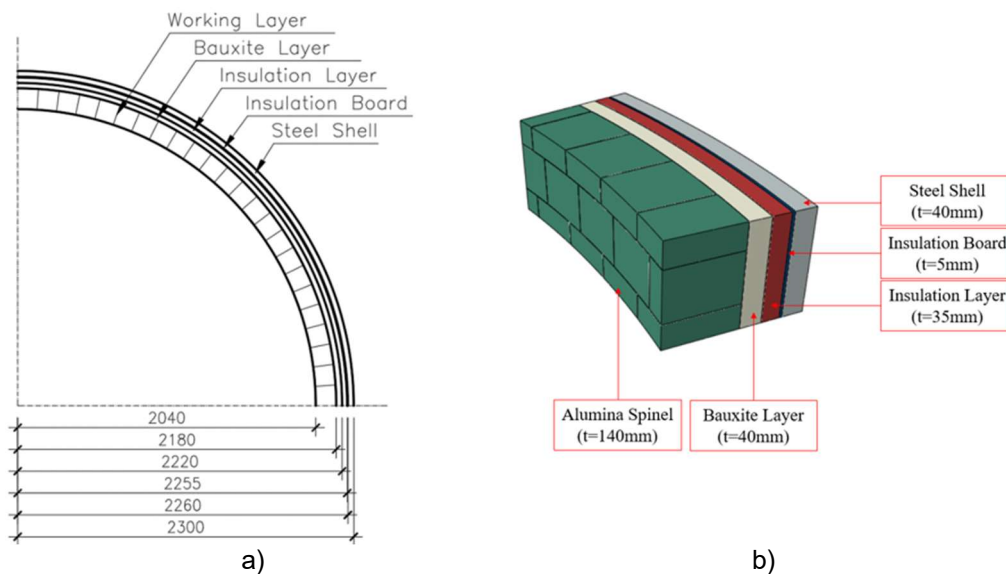 Working Layer
Bauxite Layer
Insulation Layer
Insulation Board
Steel Shell
2040
2180
2220
2255
2260
2300
a)
Steel Shell
(t=40mm)
Insulation Board
(t=5mm)
Insulation Layer
(t=35mm)
Alumina Spinel
(t=140mm)
Bauxite Layer
(t=40mm)
b)